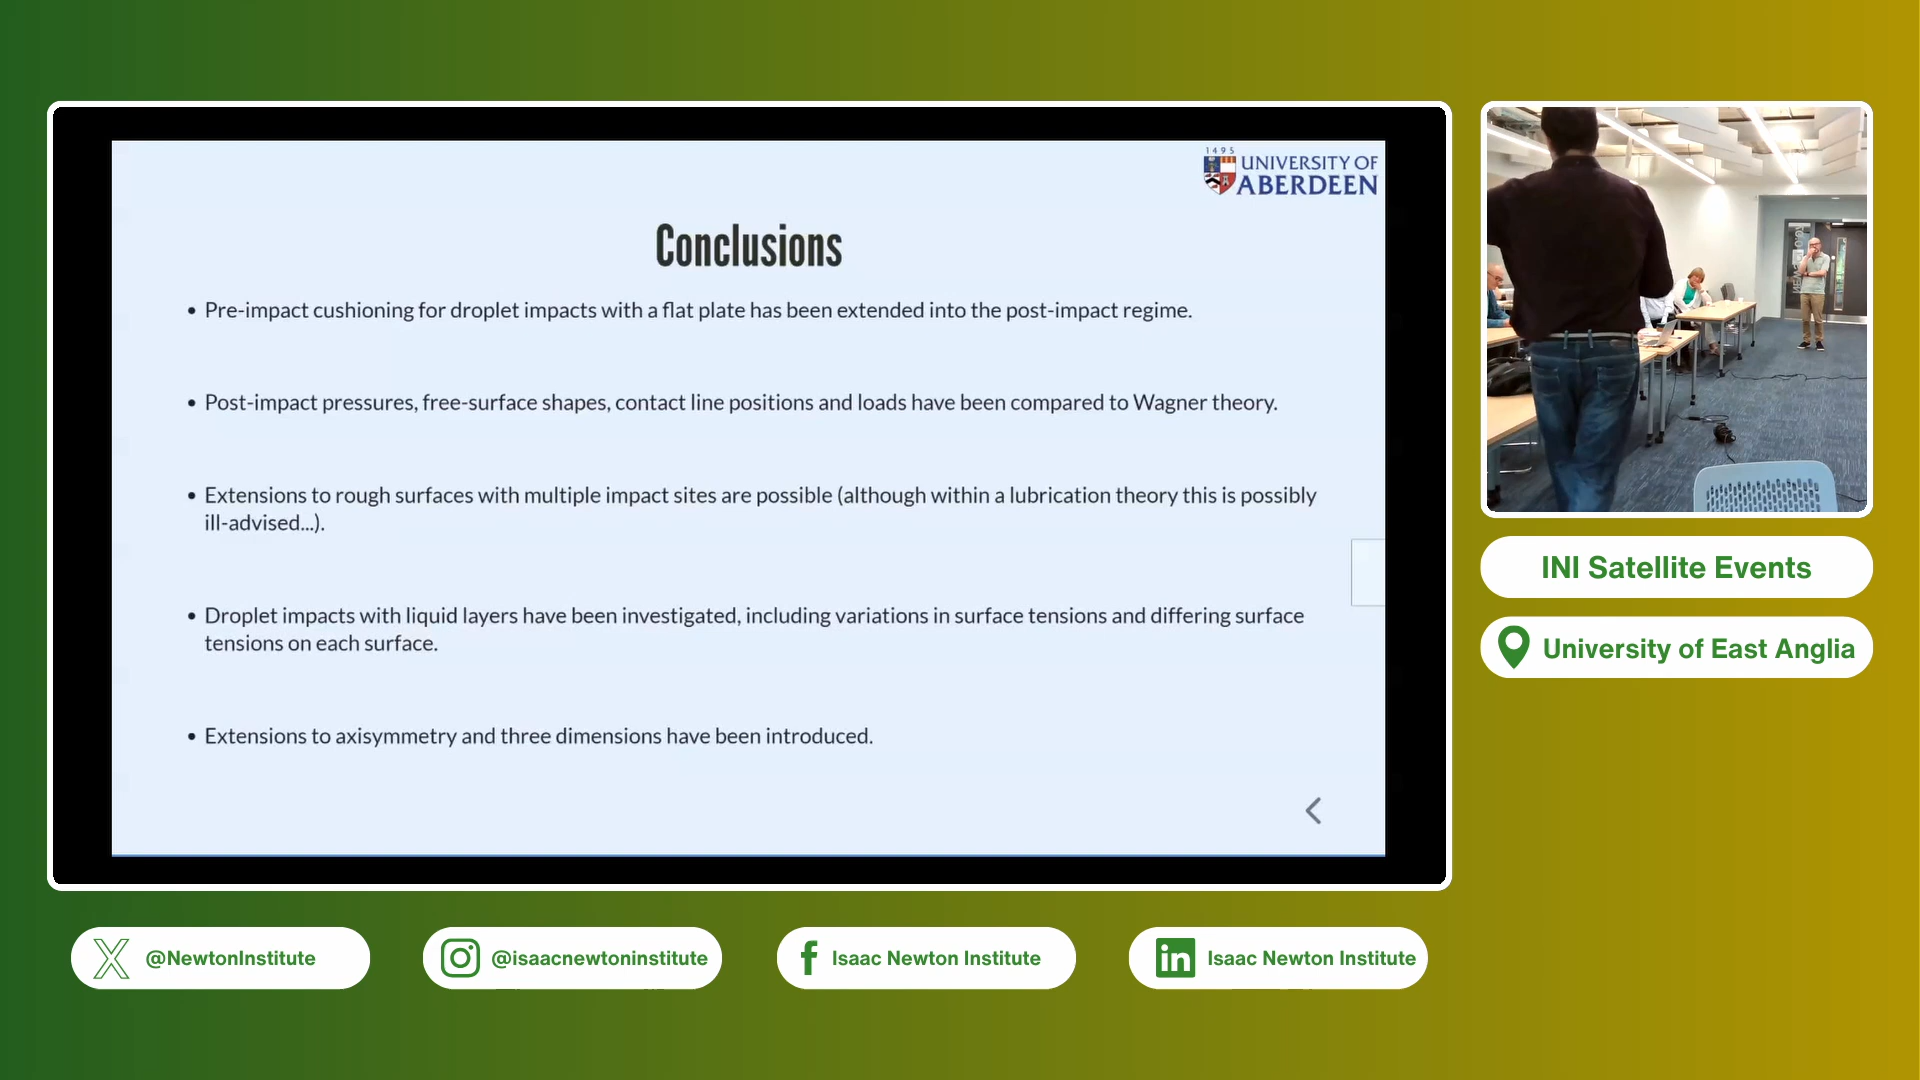 1495
UNIVERSITY OF
ABERDEEN
Conclusions
• Pre-impact cushioning for droplet impacts with a flat plate has been extended into the post-impact regime.
• Post-impact pressures, free-surface shapes, contact line positions and loads have been compared to Wagner theory.
• Extensions to rough surfaces with multiple impact sites are possible (although within a lubrication theory this is possibly
ill-advised...).
• Droplet impacts with liquid layers have been investigated, including variations in surface tensions and differing surface
tensions on each surface.
• Extensions to axisymmetry and three dimensions have been introduced.
INI Satellite Events
University of East Anglia
@NewtonInstitute
@isaacnewtoninstitute
Isaac Newton Institute
Isaac Newton Institute